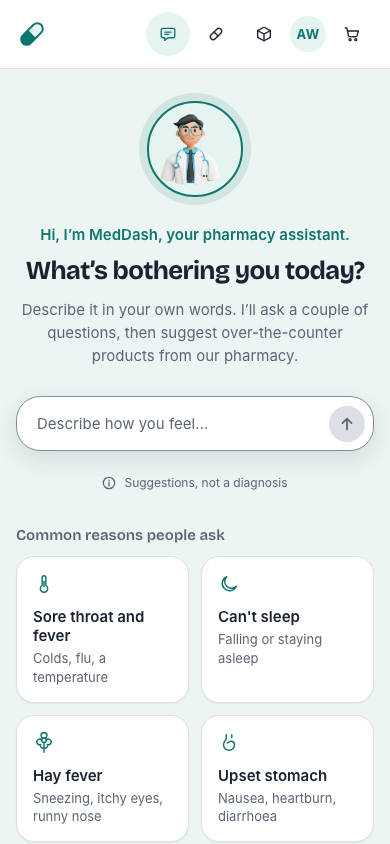 AW
Hi, I’m MedDash, your pharmacy assistant.
What’s bothering you today?
Describe it in your own words. I’ll ask a couple of
questions, then suggest over-the-counter
products from our pharmacy.
Describe how you feel...
Suggestions, not a diagnosis
Common reasons people ask
Sore throat and
fever
Colds, flu, a
temperature
Can't sleep
Falling or staying
asleep
Hay fever
Sneezing, itchy eyes,
runny nose
Upset stomach
Nausea, heartburn,
diarrhoea